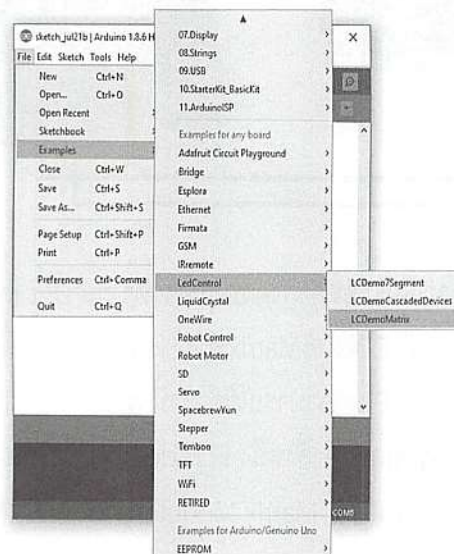 sketch_jul21b | Arduino 1.8.6 H
File Edit Sketch Tools Help
New Ctrl+N
Open... Ctrl+O
Open Recent
Sketchbook
Examples
Close Ctrl+W
Save Ctrl+S
Save As... Ctrl+Shift+S
Page Setup Ctrl+Shift+P
Print Ctrl+P
Preferences Ctrl+Comma
Quit Ctrl+Q
07.Display
08.Strings
09.USB
10.StarterKit_BasicKit
11.ArduinoISP
Examples for any board
Adafruit Circuit Playground
Bridge
Esplora
Ethernet
Firmata
GSM
IRremote
LedControl
LiquidCrystal
OneWire
Robot Control
Robot Motor
SD
Servo
SpacebrewYun
Stepper
Temboo
TFT
WiFi
RETIRED
Examples for Arduino/Genuino Uno
EEPROM
LCDemo7Segment
LCDemoCascadedDevices
LCDemoMatrix
COM5